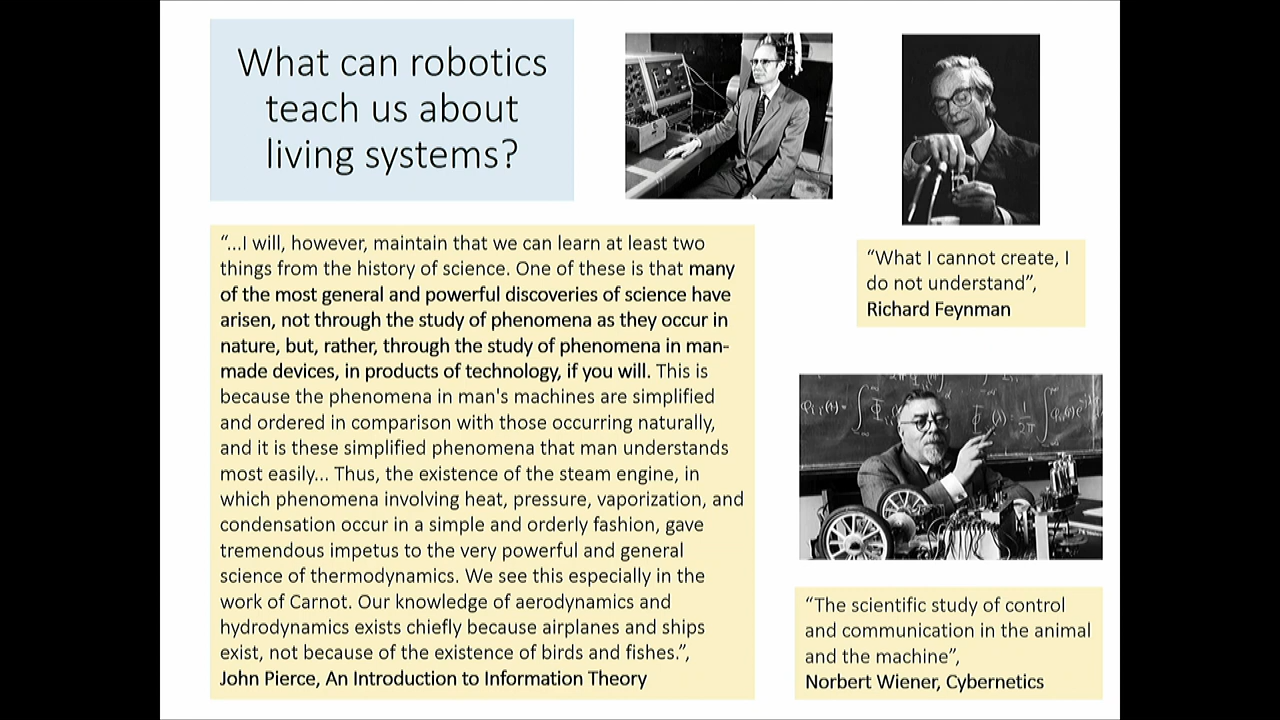 What can robotics
teach us about
living systems?
“...I will, however, maintain that we can learn at least two
things from the history of science. One of these is that many
of the most general and powerful discoveries of science have
arisen, not through the study of phenomena as they occur in
nature, but, rather, through the study of phenomena in man-
made devices, in products of technology, if you will. This is
because the phenomena in man's machines are simplified
and ordered in comparison with those occurring naturally,
and it is these simplified phenomena that man understands
most easily... Thus, the existence of the steam engine, in
which phenomena involving heat, pressure, vaporization, and
condensation occur in a simple and orderly fashion, gave
tremendous impetus to the very powerful and general
science of thermodynamics. We see this especially in the
work of Carnot. Our knowledge of aerodynamics and
hydrodynamics exists chiefly because airplanes and ships
exist, not because of the existence of birds and fishes.”,
John Pierce, An Introduction to Information Theory
“What I cannot create, I
do not understand”,
Richard Feynman
“The scientific study of control
and communication in the animal
and the machine”,
Norbert Wiener, Cybernetics